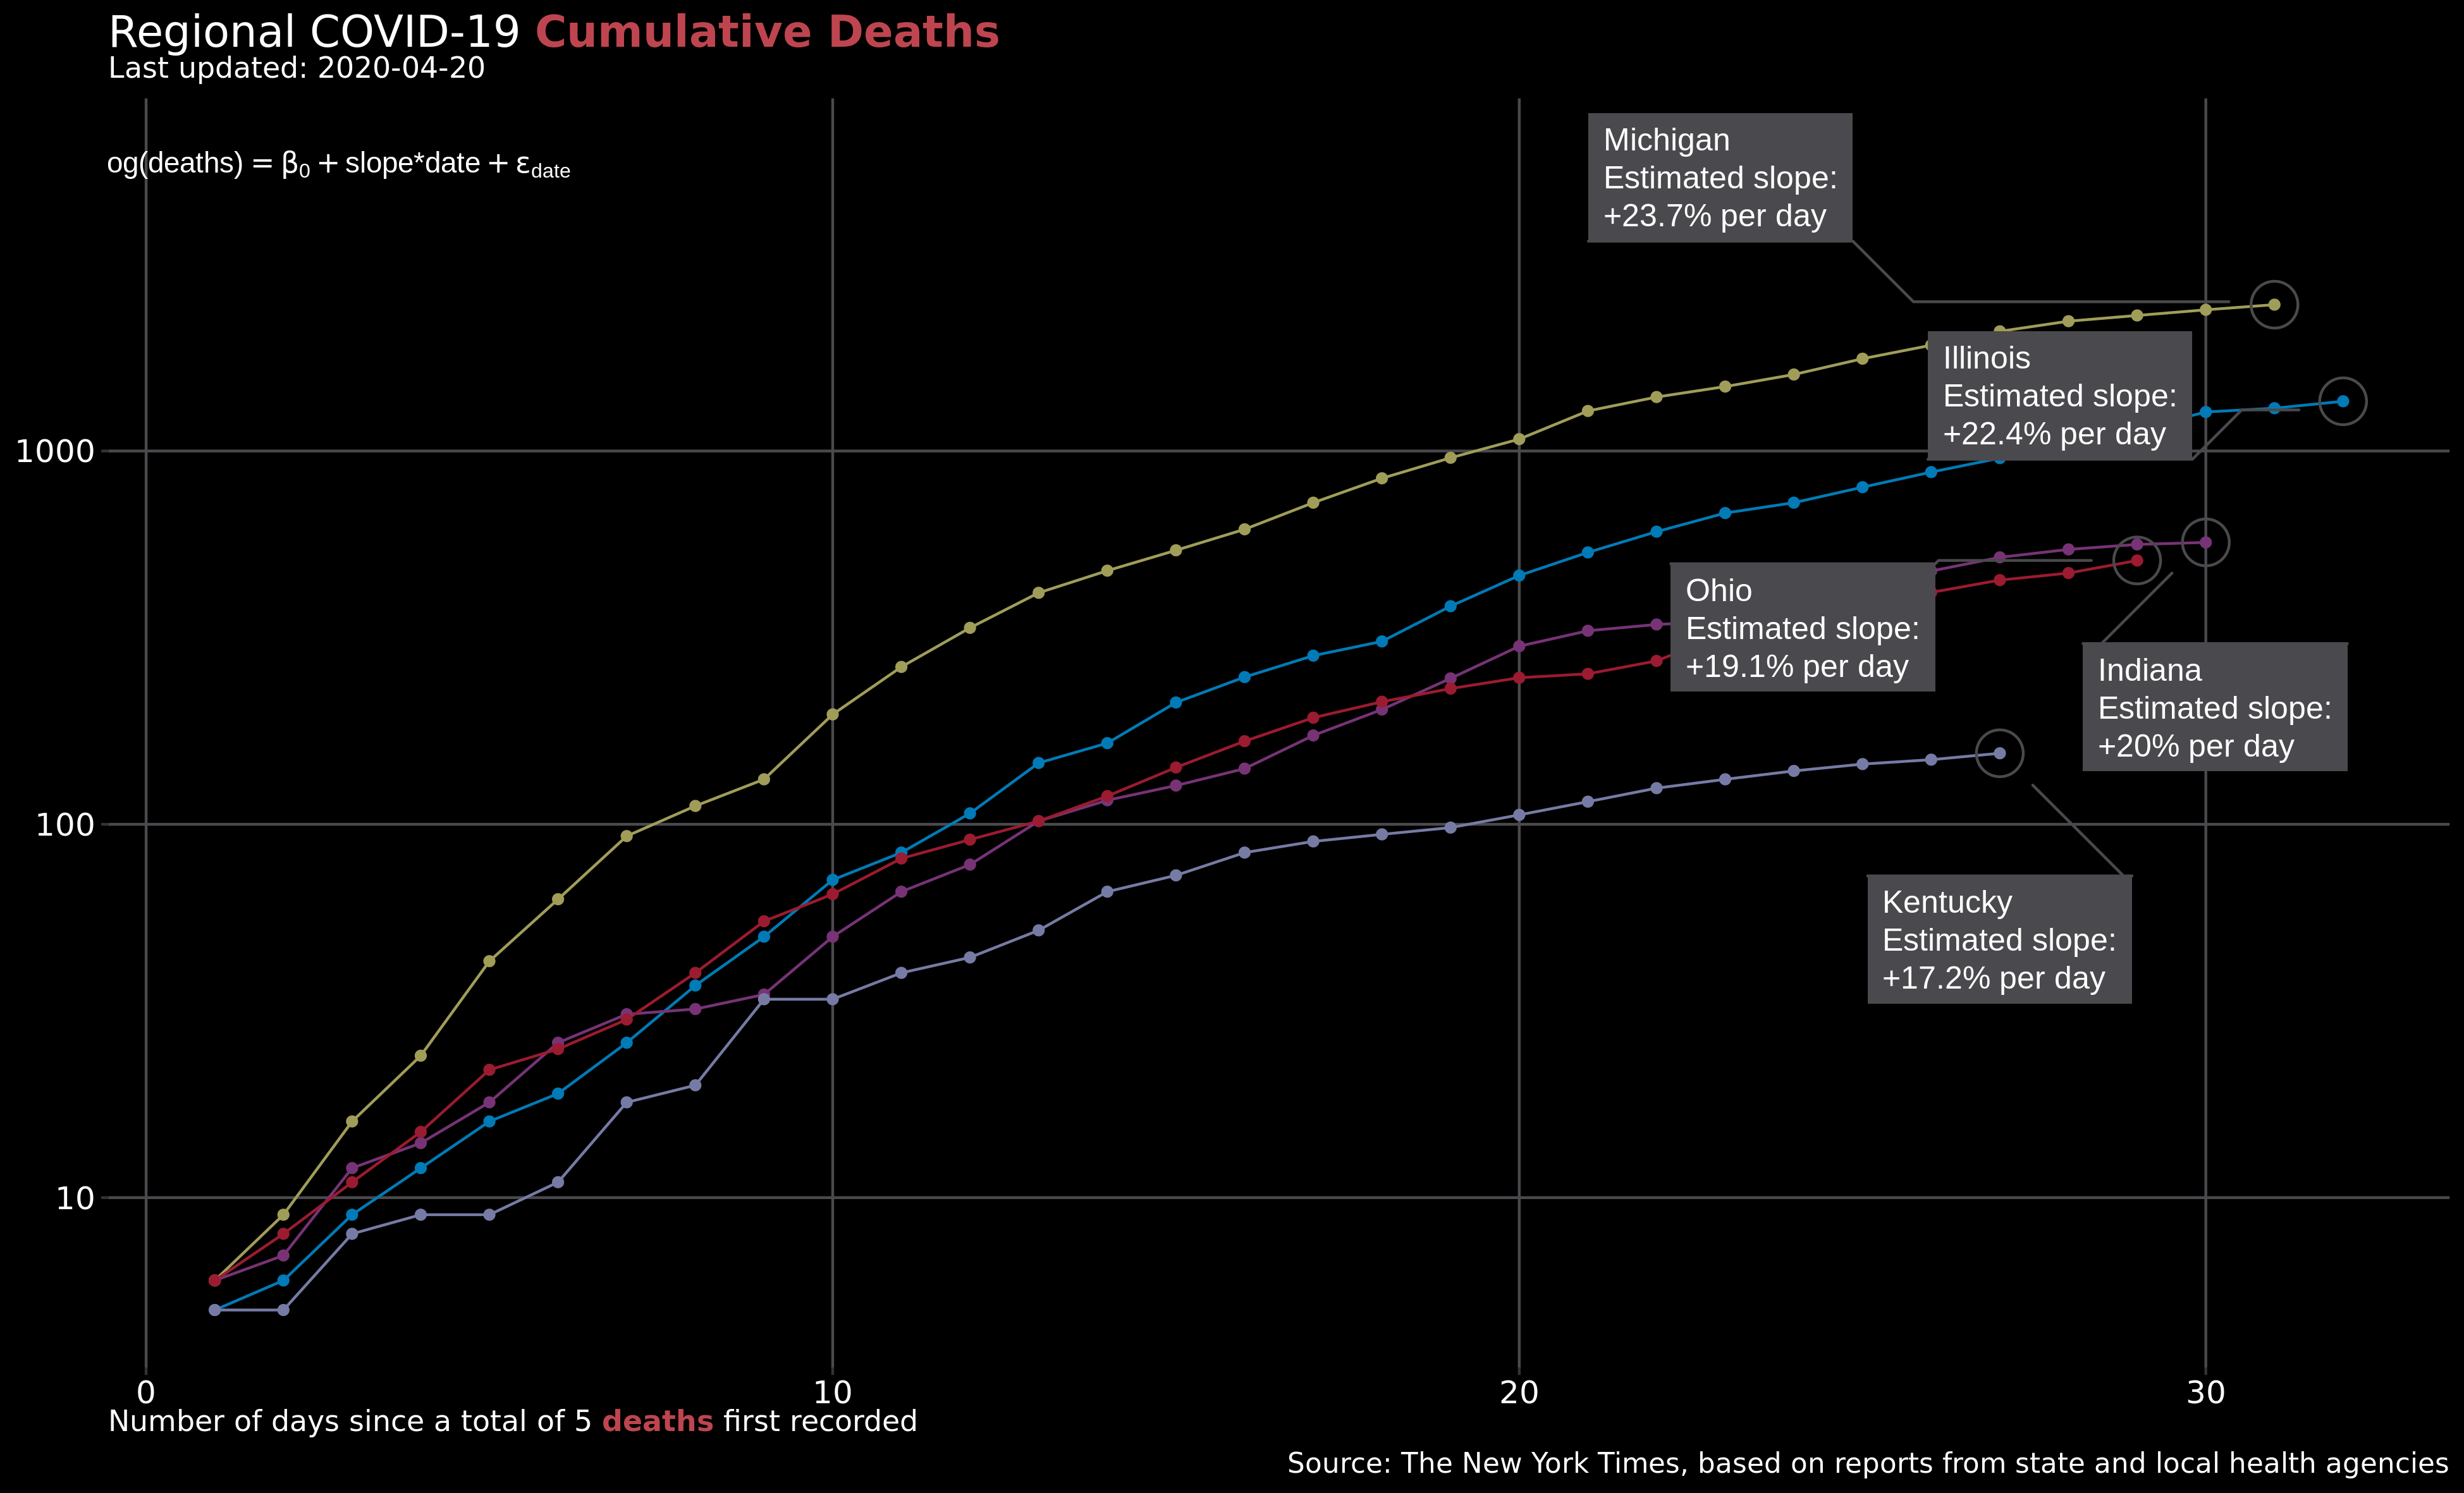 Regional COVID-19 Cumulative Deaths
Last updated: 2020-04-20
og(deaths) = β0 + slope*date + εdate
Michigan
Estimated slope:
+23.7% per day
Illinois
Estimated slope:
+22.4% per day
Ohio
Estimated slope:
+19.1% per day
Indiana
Estimated slope:
+20% per day
Kentucky
Estimated slope:
+17.2% per day
1000
100
10
0
10
20
30
Number of days since a total of 5 deaths first recorded
Source: The New York Times, based on reports from state and local health agencies